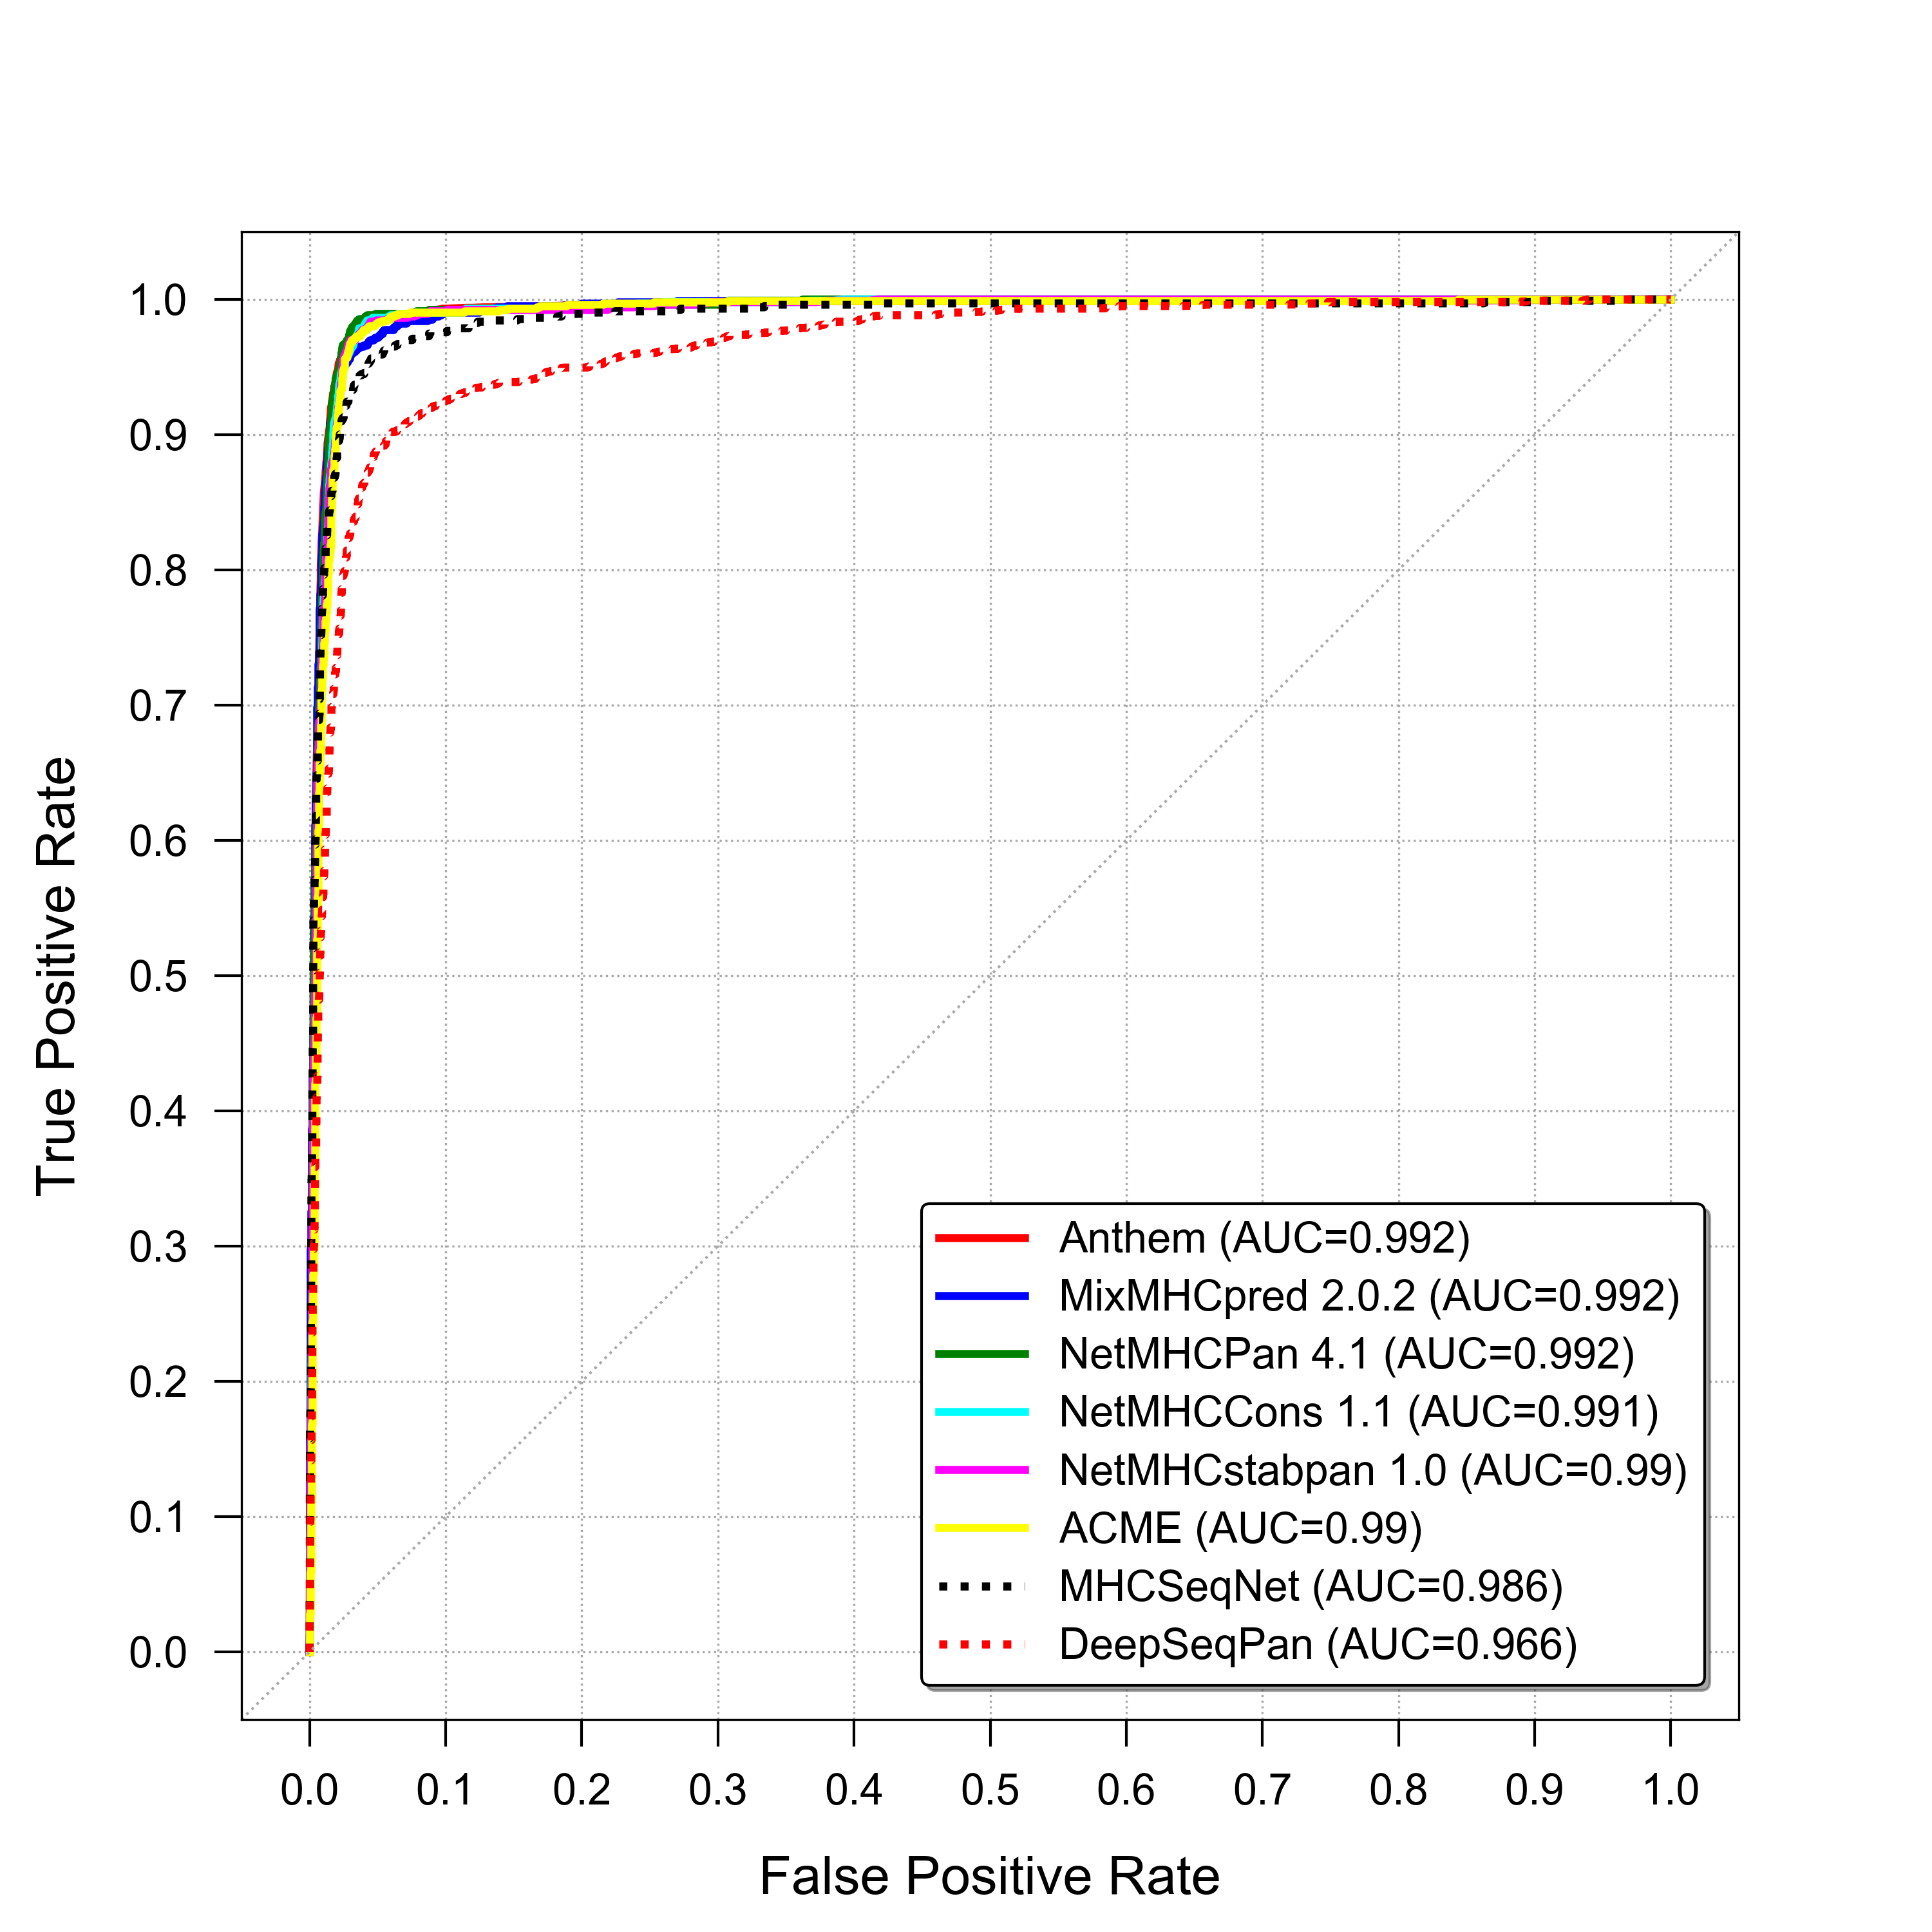 True Positive Rate
1.0
0.9
0.8
0.7
0.6
0.5
0.4
0.3
0.2
0.1
0.0
Anthem (AUC=0.992)
MixMHCpred 2.0.2 (AUC=0.992)
NetMHCPan 4.1 (AUC=0.992)
NetMHCCons 1.1 (AUC=0.991)
NetMHCstabpan 1.0 (AUC=0.99)
ACME (AUC=0.99)
MHCSeqNet (AUC=0.986)
DeepSeqPan (AUC=0.966)
0.0 0.1 0.2 0.3 0.4 0.5 0.6 0.7 0.8 0.9 1.0
False Positive Rate